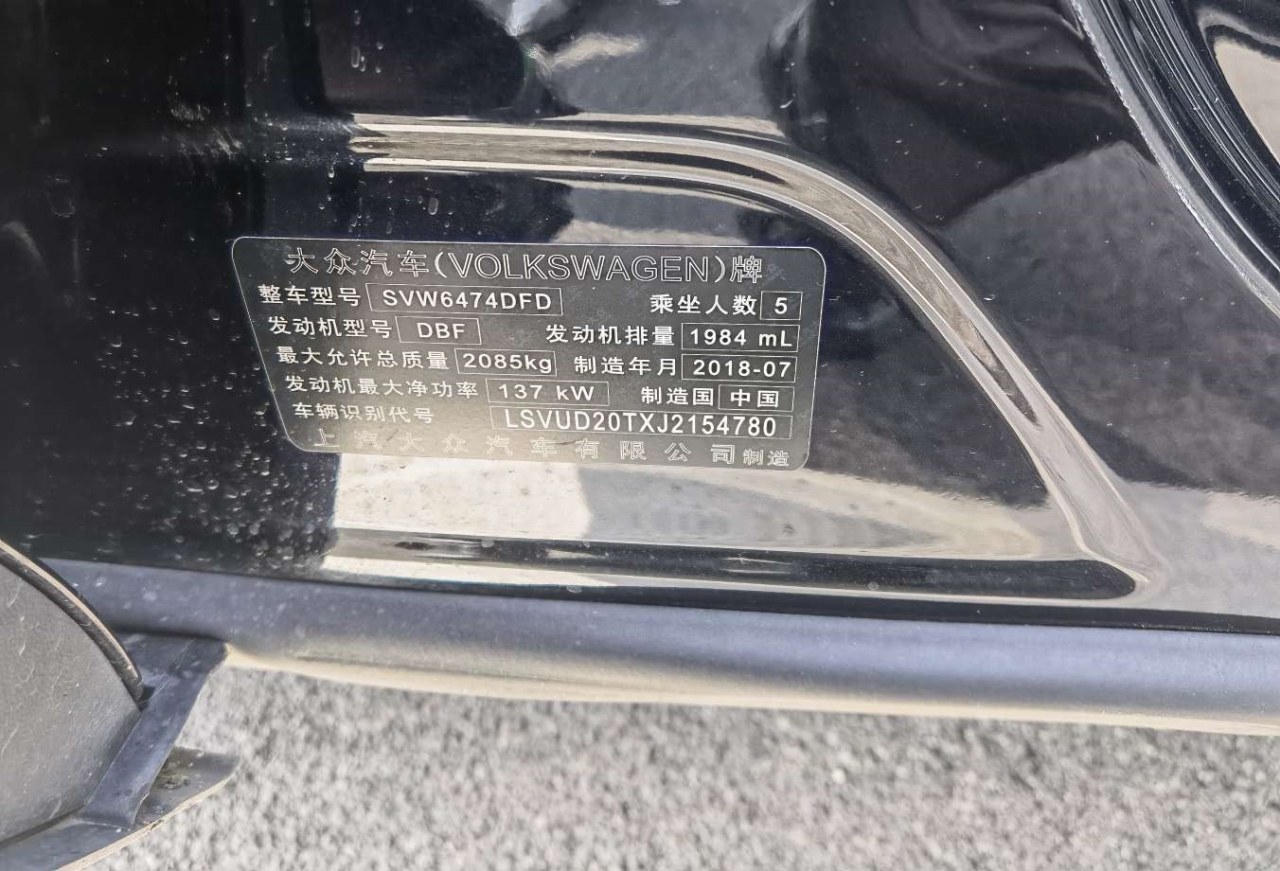 大众汽车(VOLKSWAGEN)牌
整车型号 SVW6474DFD 乘坐人数 5
发动机型号 DBF 发动机排量 1984 mL
最大允许总质量 2085kg 制造年月 2018-07
发动机最大净功率 137 kW 制造国 中国
车辆识别代号 LSVUD20TXJ2154780
上汽大众汽车有限公司制造